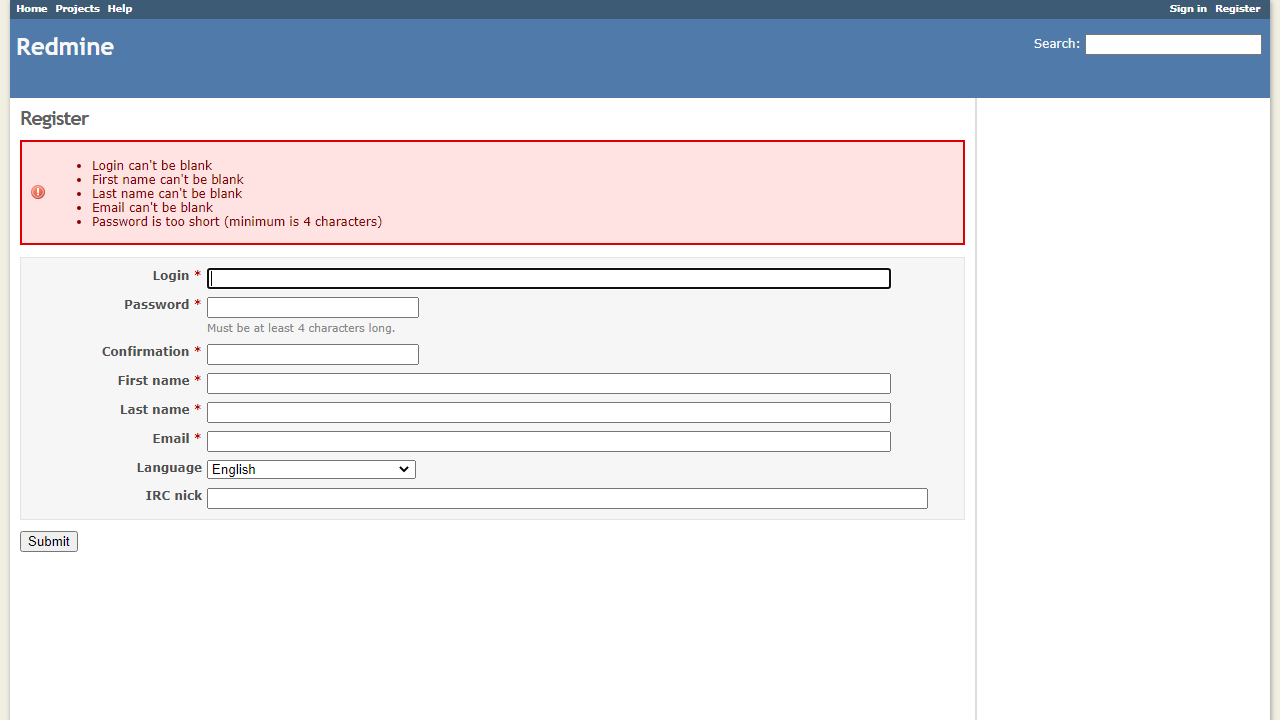 Home Projects Help Sign in Register
Redmine
Search:
Register
Login can't be blank
First name can't be blank
Last name can't be blank
Email can't be blank
Password is too short (minimum is 4 characters)
Login *
Password *
Must be at least 4 characters long.
Confirmation *
First name *
Last name *
Email *
Language English
IRC nick
Submit